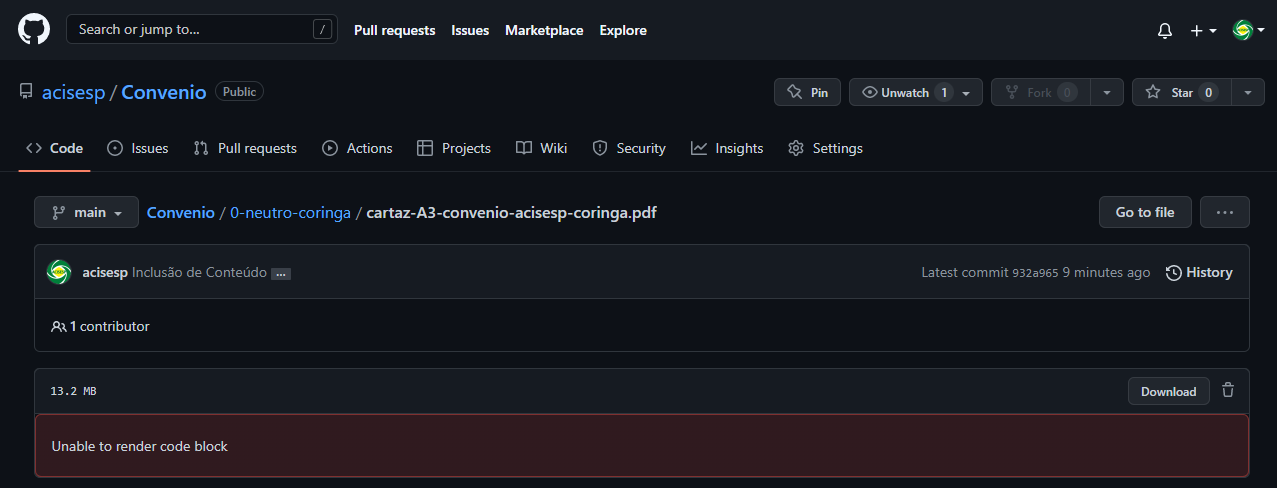 Search or jump to... / Pull requests Issues Marketplace Explore
acisesp / Convenio Public Pin Unwatch 1 Fork 0 Star 0
Code Issues Pull requests Actions Projects Wiki Security Insights Settings
main Convenio / 0-neutro-coringa / cartaz-A3-convenio-acisesp-coringa.pdf Go to file ...
acisesp Inclusão de Conteúdo ... Latest commit 932a965 9 minutes ago History
1 contributor
13.2 MB Download
Unable to render code block